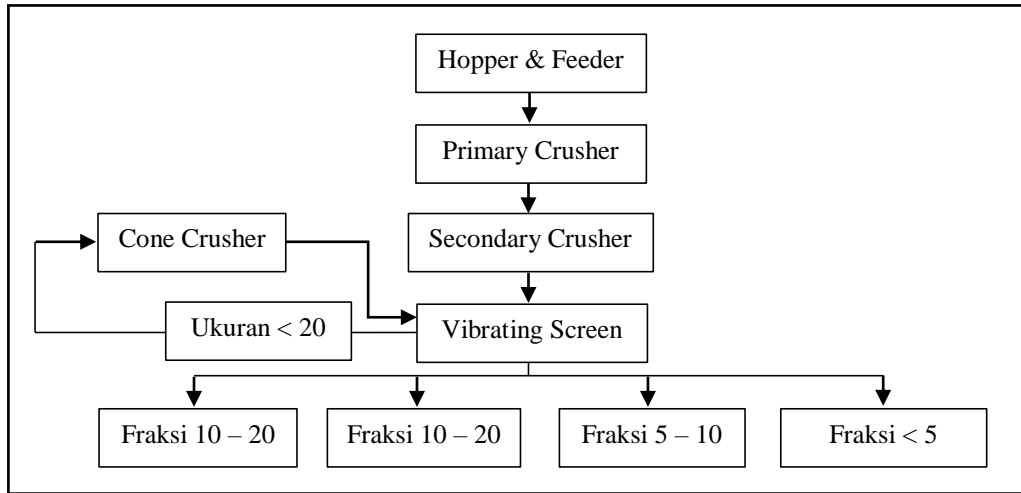 Hopper & Feeder
Primary Crusher
Cone Crusher
Secondary Crusher
Ukuran < 20
Vibrating Screen
Fraksi 10 – 20
Fraksi 10 – 20
Fraksi 5 – 10
Fraksi < 5